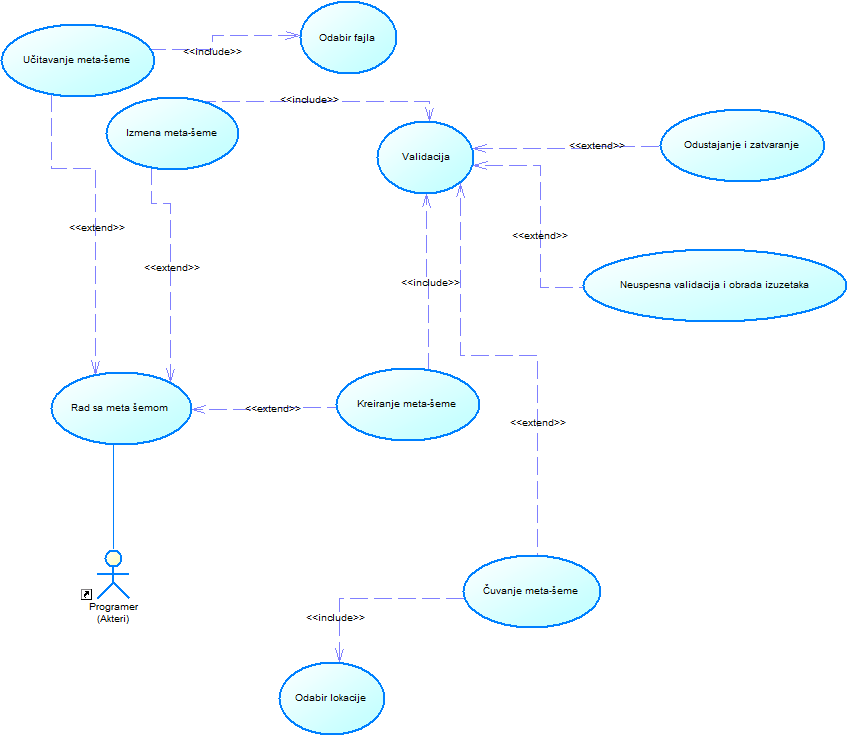 Odabir fajla
Učitavanje meta-šeme
<<include>>
<<include>>
Izmena meta-šeme
Validacija
Odustajanje i zatvaranje
<<extend>>
<<extend>>
<<extend>>
<<extend>>
<<include>>
Neuspesna validacija i obrada izuzetaka
Rad sa meta šemom
<<extend>>
Kreiranje meta-šeme
<<extend>>
Čuvanje meta-šeme
Programer
(Akteri)
<<include>>
Odabir lokacije